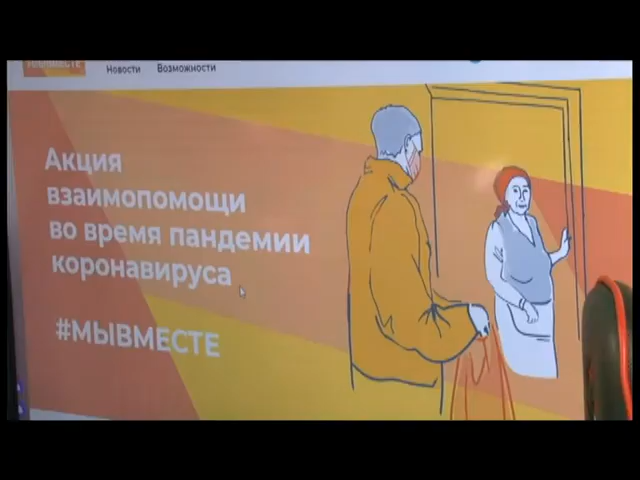 Новости Возможности
Акция
взаимопомощи
во время пандемии
коронавируса
#МЫВМЕСТЕ